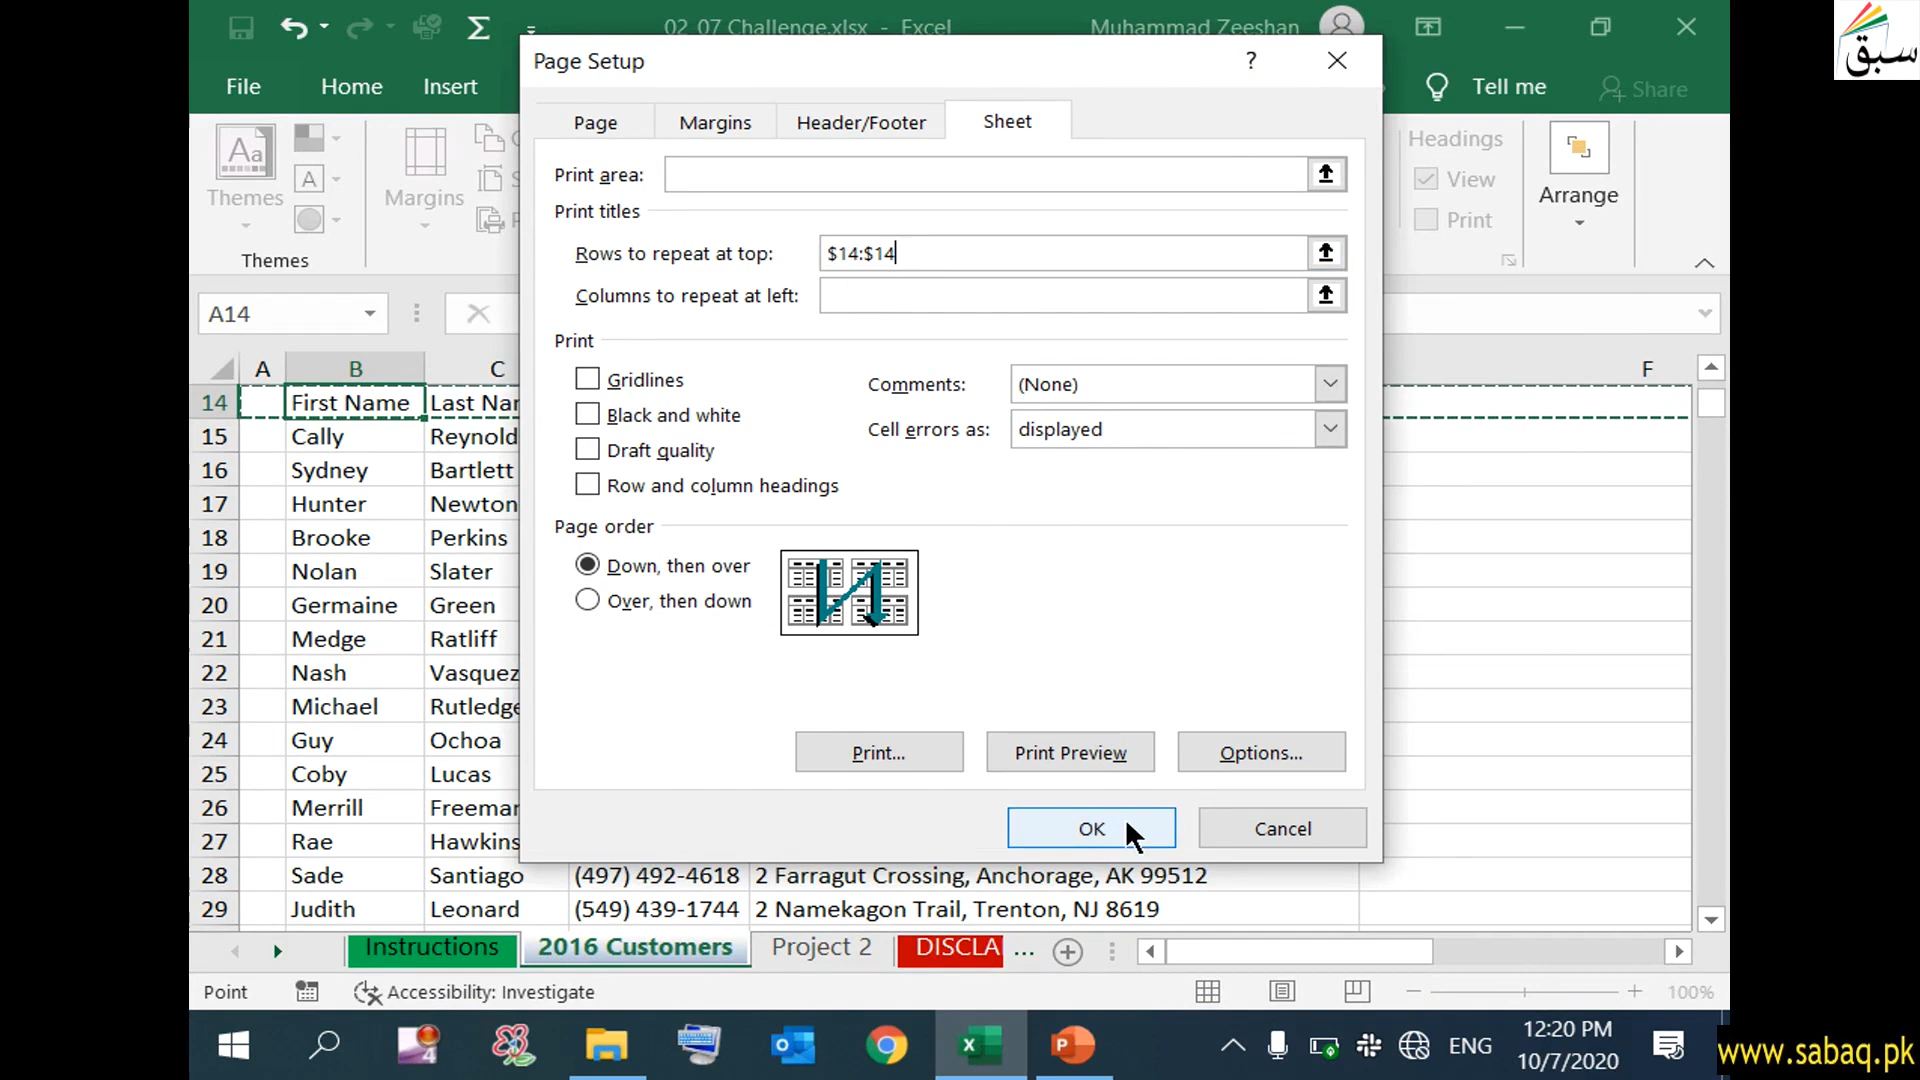 02_07 Challenge.xlsx - Excel
Muhammad Zeeshan
سبق
File
Home
Insert
Tell me
Share
Page Setup
?
Page
Margins
Header/Footer
Sheet
Print area:
Print titles
Rows to repeat at top: $14:$14
Columns to repeat at left:
Print
Gridlines
Black and white
Draft quality
Row and column headings
Comments: (None)
Cell errors as: displayed
Page order
Down, then over
Over, then down
Print...
Print Preview
Options...
OK
Cancel
Aa
A
Themes
Margins
Themes
Headings
View
Print
Arrange
A14
A B C F
14 First Name Last Nan
15 Cally Reynold
16 Sydney Bartlett
17 Hunter Newton
18 Brooke Perkins
19 Nolan Slater
20 Germaine Green
21 Medge Ratliff
22 Nash Vasquez
23 Michael Rutledge
24 Guy Ochoa
25 Coby Lucas
26 Merrill Freeman
27 Rae Hawkins
28 Sade Santiago (497) 492-4618 2 Farragut Crossing, Anchorage, AK 99512
29 Judith Leonard (549) 439-1744 2 Namekagon Trail, Trenton, NJ 8619
Instructions
2016 Customers
Project 2
DISCLA ...
Point
Accessibility: Investigate
100%
4
ENG
12:20 PM
10/7/2020
www.sabaq.pk